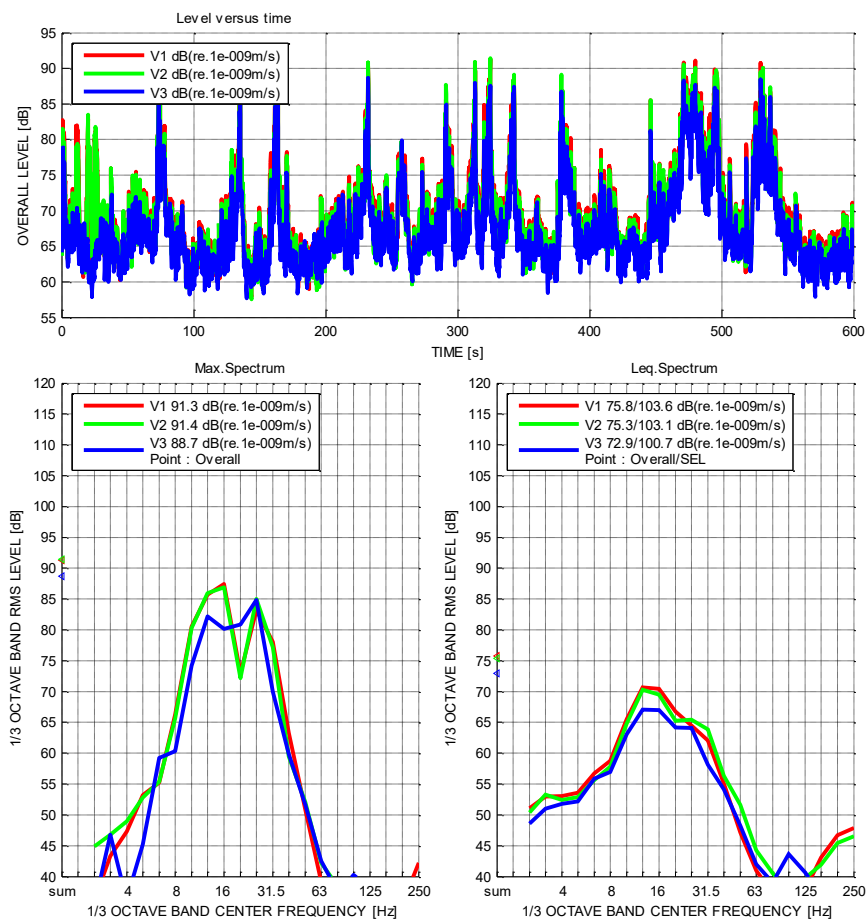 Level versus time
V1 dB(re.1e-009m/s)
V2 dB(re.1e-009m/s)
V3 dB(re.1e-009m/s)
OVERALL LEVEL [dB]
95
90
85
80
75
70
65
60
55
0 100 200 300 400 500 600
TIME [s]
Max.Spectrum
V1 91.3 dB(re.1e-009m/s)
V2 91.4 dB(re.1e-009m/s)
V3 88.7 dB(re.1e-009m/s)
Point : Overall
1/3 OCTAVE BAND RMS LEVEL [dB]
120
115
110
105
100
95
90
85
80
75
70
65
60
55
50
45
40
sum 4 8 16 31.5 63 125 250
1/3 OCTAVE BAND CENTER FREQUENCY [Hz]
Leq.Spectrum
V1 75.8/103.6 dB(re.1e-009m/s)
V2 75.3/103.1 dB(re.1e-009m/s)
V3 72.9/100.7 dB(re.1e-009m/s)
Point : Overall/SEL
1/3 OCTAVE BAND RMS LEVEL [dB]
120
115
110
105
100
95
90
85
80
75
70
65
60
55
50
45
40
sum 4 8 16 31.5 63 125 250
1/3 OCTAVE BAND CENTER FREQUENCY [Hz]